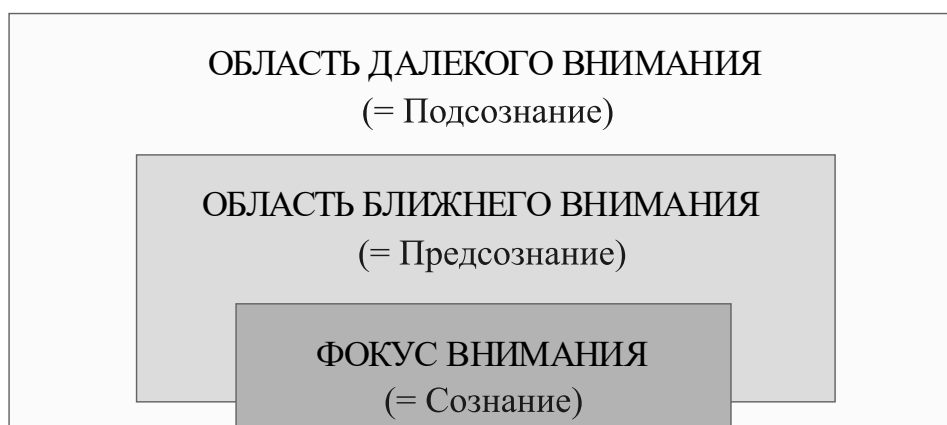 ОБЛАСТЬ ДАЛЕКОГО ВНИМАНИЯ
(= Подсознание)
ОБЛАСТЬ БЛИЖНЕГО ВНИМАНИЯ
(= Предсознание)
ФОКУС ВНИМАНИЯ
(= Сознание)